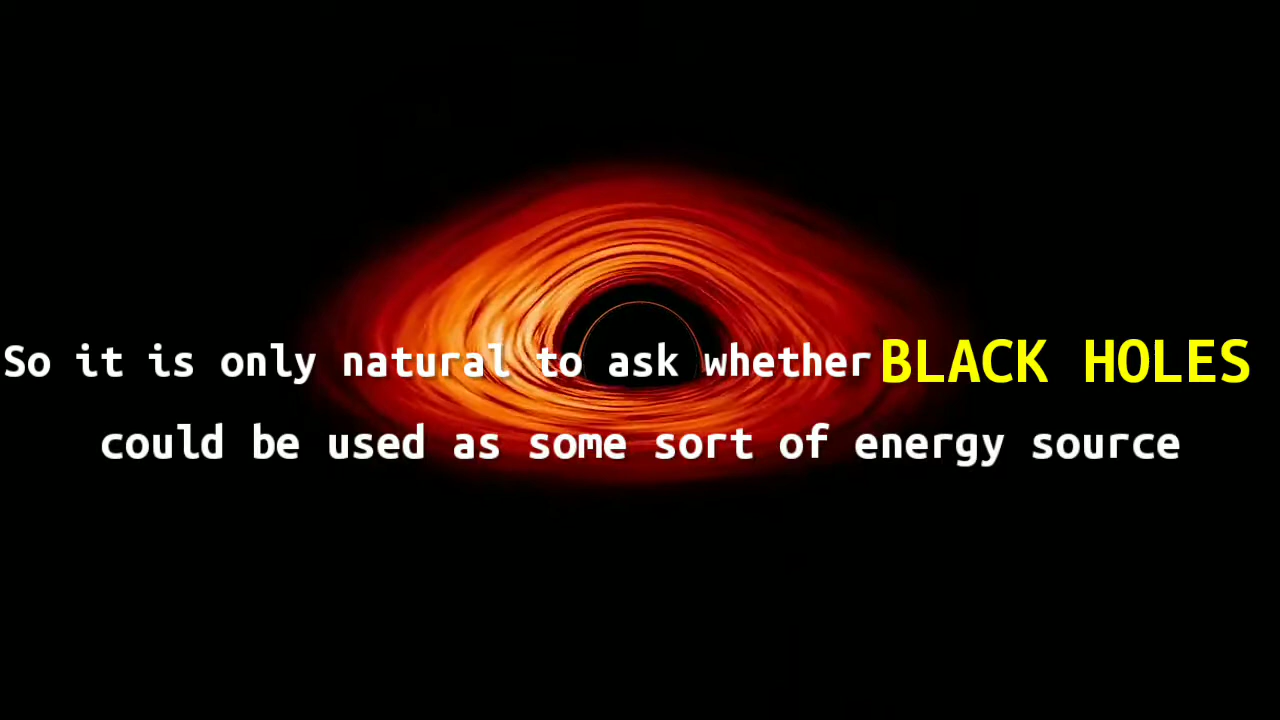 So it is only natural to ask whether BLACK HOLES
could be used as some sort of energy source